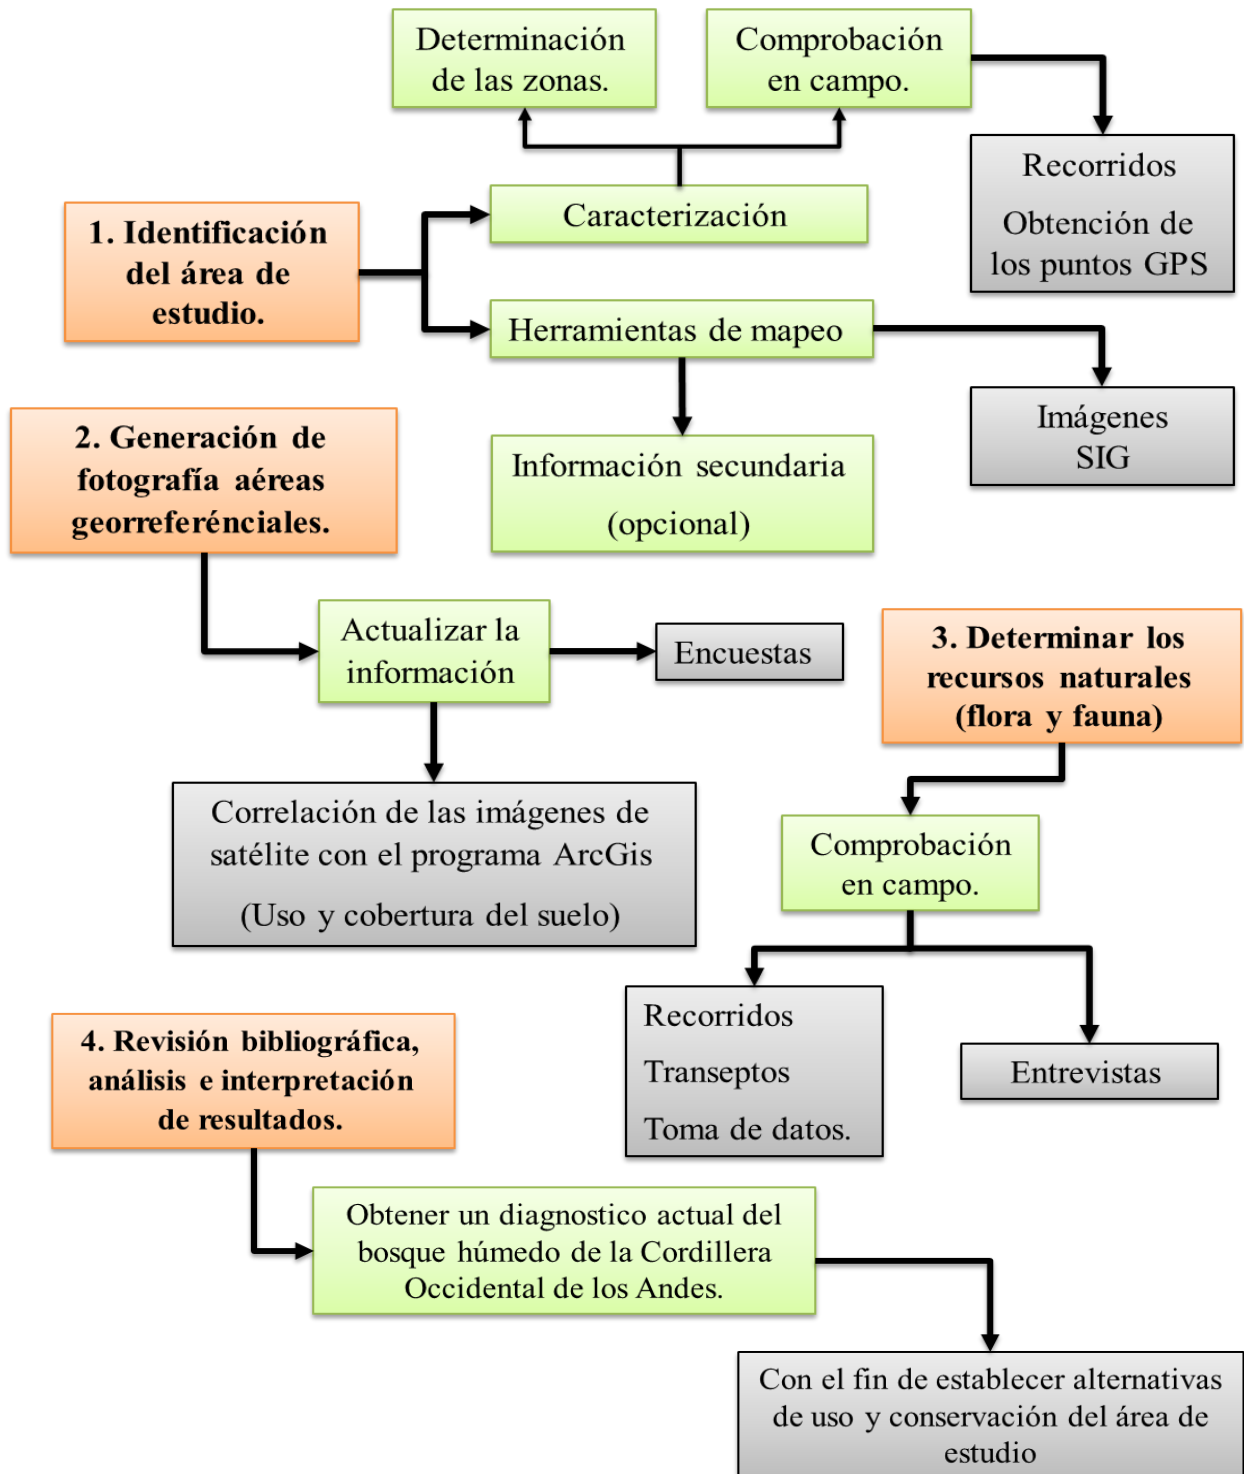 Determinación
de las zonas.
Comprobación
en campo.
Recorridos
Obtención de
los puntos GPS
Caracterización
1. Identificación
del área de
estudio.
Herramientas de mapeo
Imágenes
SIG
2. Generación de
fotografía aéreas
georreferénciales.
Información secundaria
(opcional)
Actualizar la
información
Encuestas
3. Determinar los
recursos naturales
(flora y fauna)
Correlación de las imágenes de
satélite con el programa ArcGis
(Uso y cobertura del suelo)
Comprobación
en campo.
Recorridos
Transeptos
Toma de datos.
Entrevistas
4. Revisión bibliográfica,
análisis e interpretación
de resultados.
Obtener un diagnostico actual del
bosque húmedo de la Cordillera
Occidental de los Andes.
Con el fin de establecer alternativas
de uso y conservación del área de
estudio